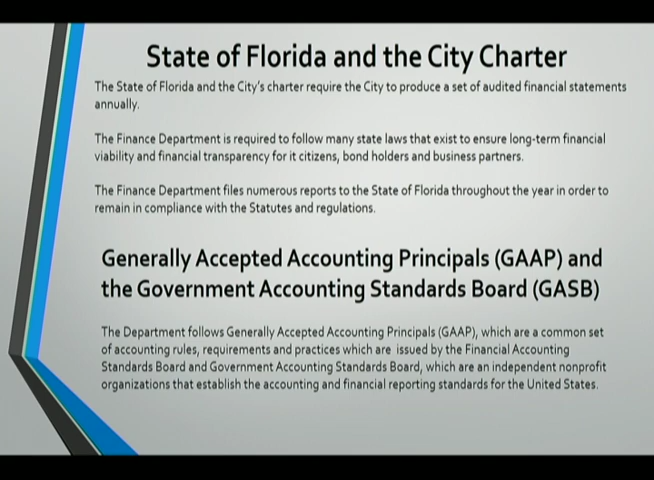 State of Florida and the City Charter
The State of Florida and the City's charter require the City to produce a set of audited financial statements
annually.
The Finance Department is required to follow many state laws that exist to ensure long-term financial
viability and financial transparency for it citizens, bond holders and business partners.
The Finance Department files numerous reports to the State of Florida throughout the year in order to
remain in compliance with the Statutes and regulations.
Generally Accepted Accounting Principals (GAAP) and
the Government Accounting Standards Board (GASB)
The Department follows Generally Accepted Accounting Principals (GAAP), which are a common set
of accounting rules, requirements and practices which are issued by the Financial Accounting
Standards Board and Government Accounting Standards Board, which are an independent nonprofit
organizations that establish the accounting and financial reporting standards for the United States.